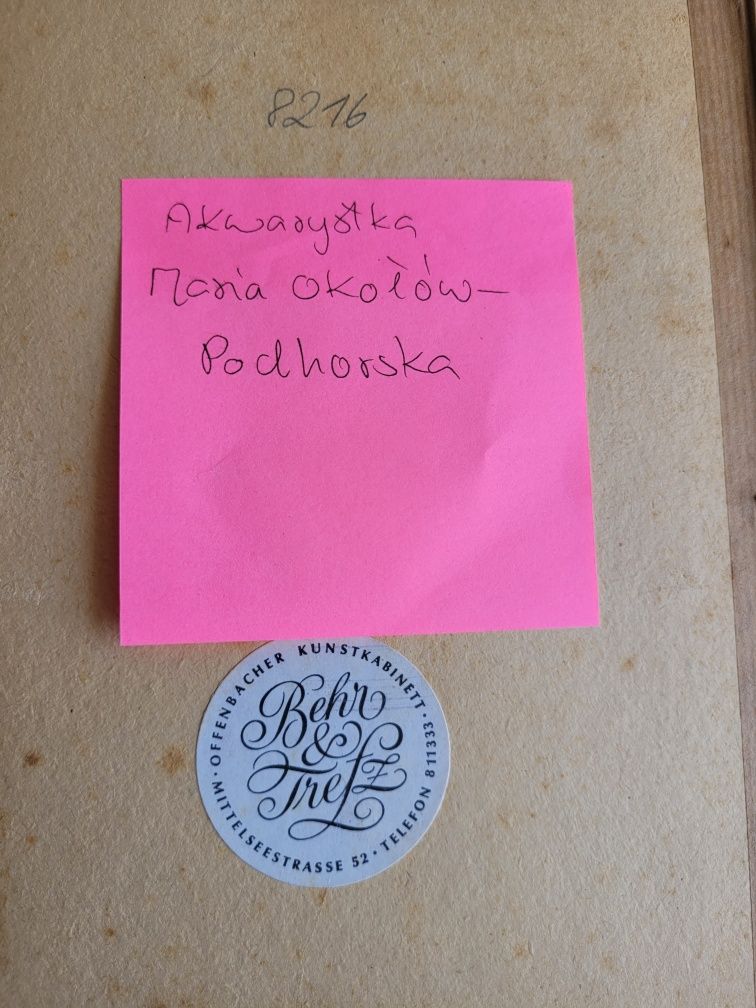 8216
Akwarystka
Maria Okołów-
Podhorska
OFFENBACHER KUNSTKABINETT ·
Behr
&
Trefz
· MITTELSEESTRASSE 52 · TELEFON 811333